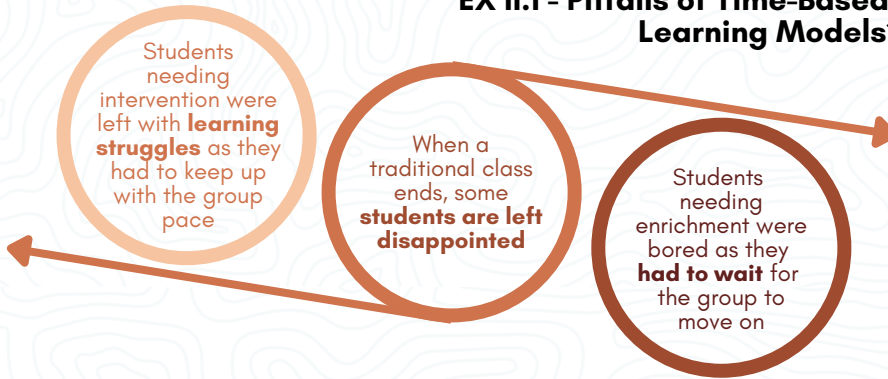 EX II.1 - Pitfalls of Time-Based
Learning Models
Students
needing
intervention were
left with learning
struggles as they
had to keep up
with the group
pace
When a
traditional class
ends, some
students are left
disappointed
Students
needing
enrichment were
bored as they
had to wait for
the group to
move on